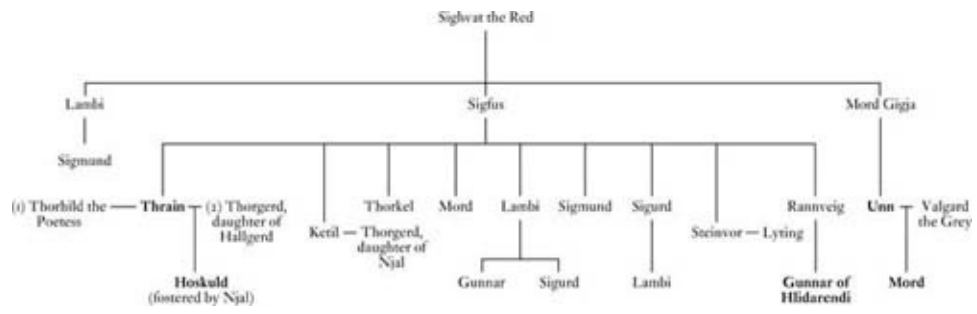 Sighvat the Red
Lambi Sigfus Mord Gigja
Sigmund
(1) Thorhild the Poetess Thrain (2) Thorgerd, daughter of Hallgerd
Ketil Thorgerd, daughter of Njal
Thorkel Mord Lambi Sigmund Sigurd
Steinvor Lyting
Rannveig Unn Valgard the Grey
Hoskuld
(fostered by Njal)
Gunnar Sigurd Lambi
Gunnar of Hlidarendi
Mord